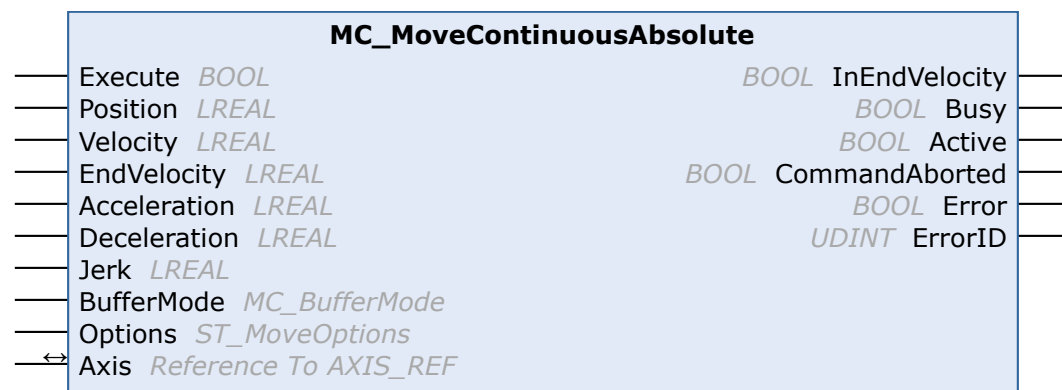 MC_MoveContinuousAbsolute
Execute BOOL BOOL InEndVelocity
Position LREAL BOOL Busy
Velocity LREAL BOOL Active
EndVelocity LREAL BOOL CommandAborted
Acceleration LREAL BOOL Error
Deceleration LREAL UDINT ErrorID
Jerk LREAL
BufferMode MC_BufferMode
Options ST_MoveOptions
↔ Axis Reference To AXIS_REF